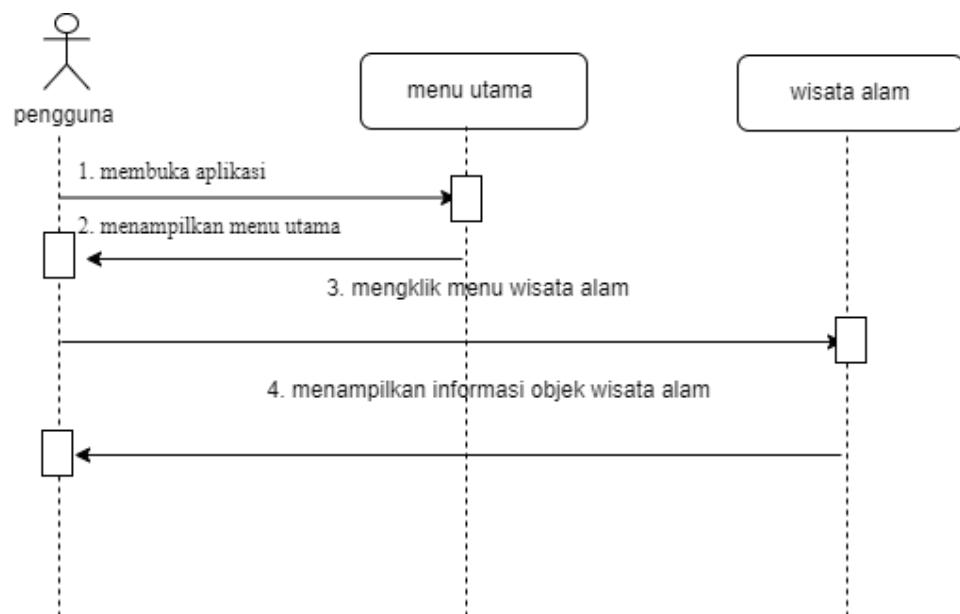 pengguna
menu utama
wisata alam
1. membuka aplikasi
2. menampilkan menu utama
3. mengklik menu wisata alam
4. menampilkan informasi objek wisata alam